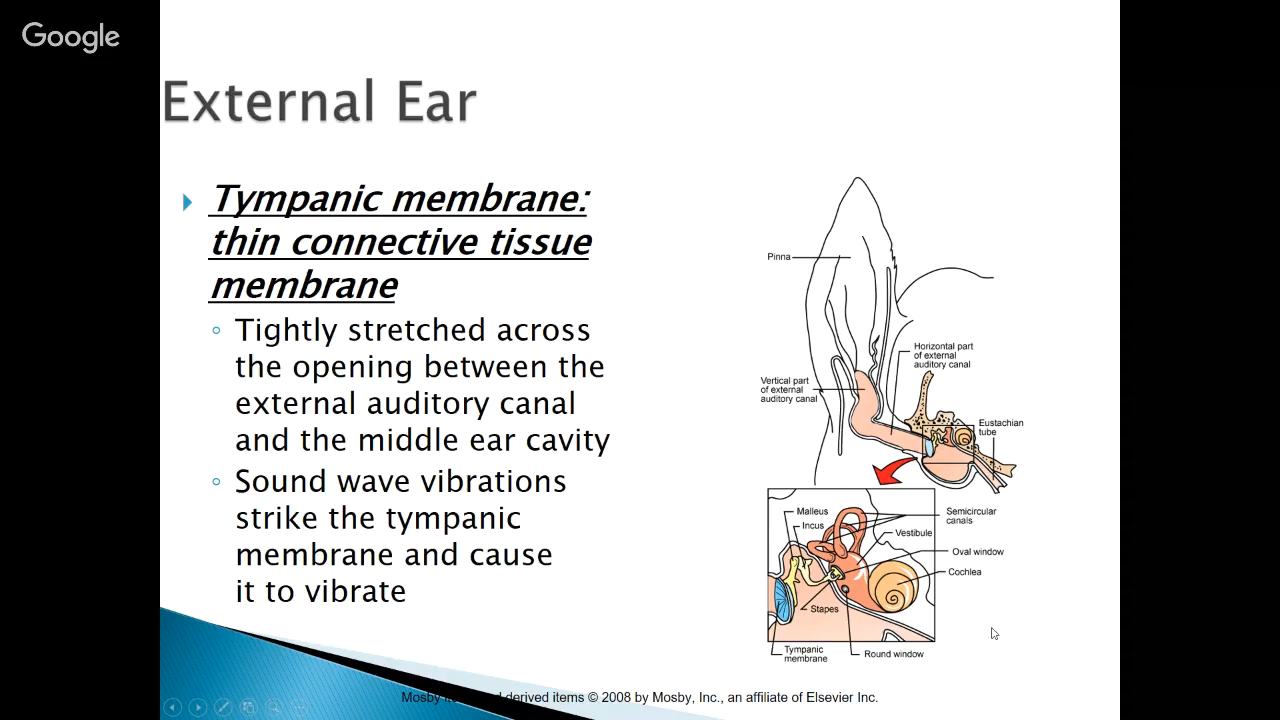 Google
External Ear
Tympanic membrane:
thin connective tissue
membrane
Tightly stretched across
the opening between the
external auditory canal
and the middle ear cavity
Sound wave vibrations
strike the tympanic
membrane and cause
it to vibrate
Pinna
Horizontal part
of external
auditory canal
Vertical part
of external
auditory canal
Eustachian
tube
Malleus
Incus
Semicircular
canals
Vestibule
Oval window
Cochlea
Stapes
Tympanic
membrane
Round window
Mosby derived items © 2008 by Mosby, Inc., an affiliate of Elsevier Inc.